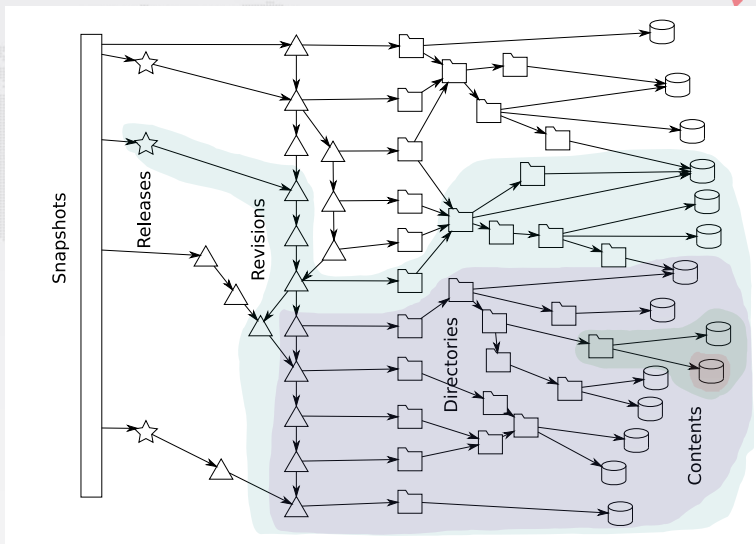 Snapshots
Releases
Revisions
Directories
Contents